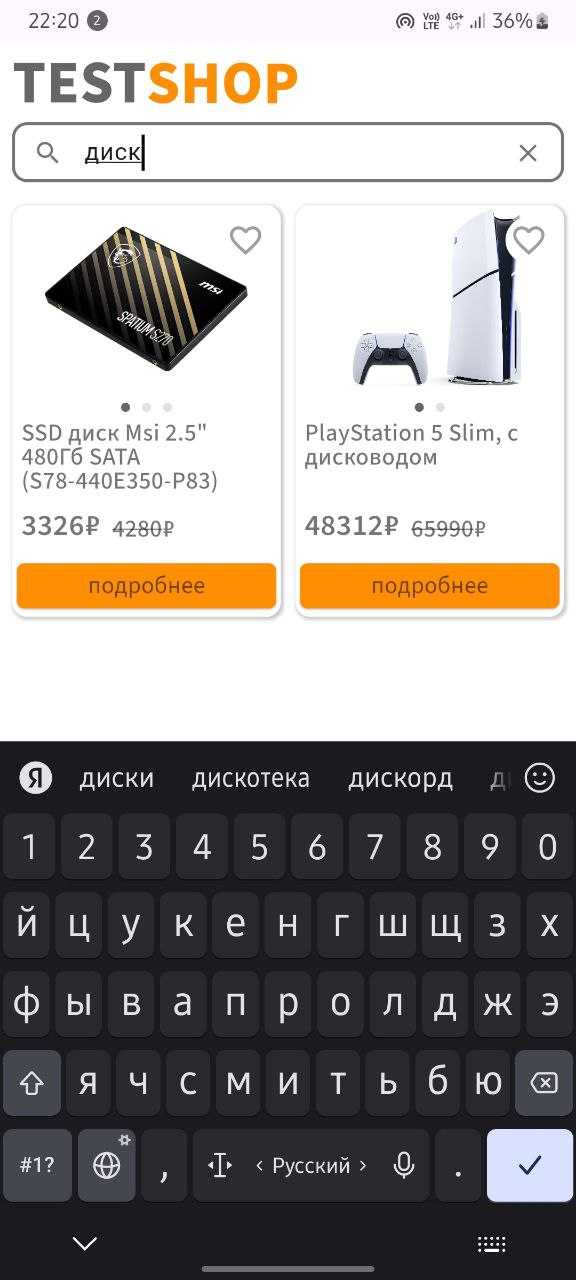 22:20 2 Vo)) LTE 4G+ 36%
TESTSHOP
диск
msi
SPATIUM S270
SSD диск Msi 2.5"
480Гб SATA
(S78-440E350-P83)
3326₽ 4280₽
подробнее
PlayStation 5 Slim, с
дисководом
48312₽ 65990₽
подробнее
Я диски дискотека дискорд
1 2 3 4 5 6 7 8 9 0
й ц у к е н г ш щ з х
ф ы в а п р о л д ж э
я ч с м и т ь б ю
#1? , < Русский > .